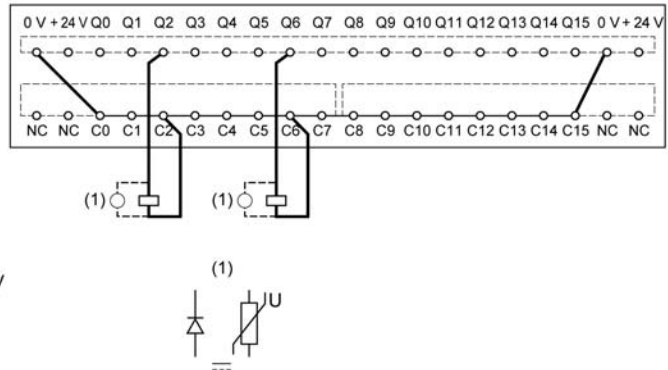 0 V + 24 V Q0 Q1 Q2 Q3 Q4 Q5 Q6 Q7 Q8 Q9 Q10 Q11 Q12 Q13 Q14 Q15 0 V + 24 V
NC NC C0 C1 C2 C3 C4 C5 C6 C7 C8 C9 C10 C11 C12 C13 C14 C15 NC NC
(1) (1)
(1)
U